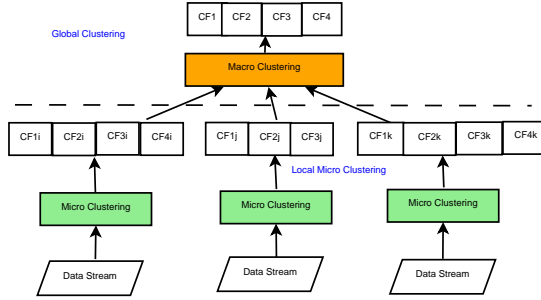 CF1 CF2 CF3 CF4
Global Clustering
Macro Clustering
CF1i CF2i CF3i CF4i CF1j CF2j CF3j CF1k CF2k CF3k CF4k
Local Micro Clustering
Micro Clustering Micro Clustering Micro Clustering
Data Stream Data Stream Data Stream